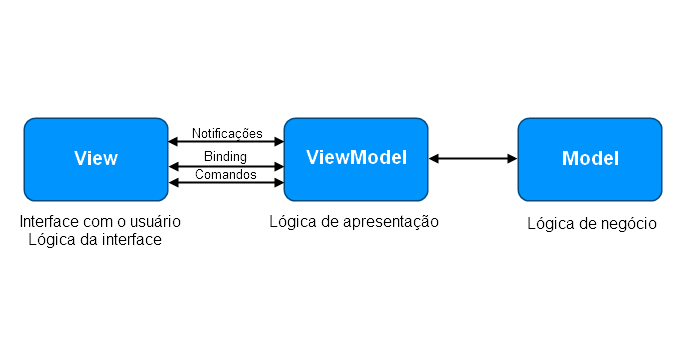 Notificações
View
Binding
ViewModel
Model
Comandos
Interface com o usuário
Lógica da interface
Lógica de apresentação
Lógica de negócio